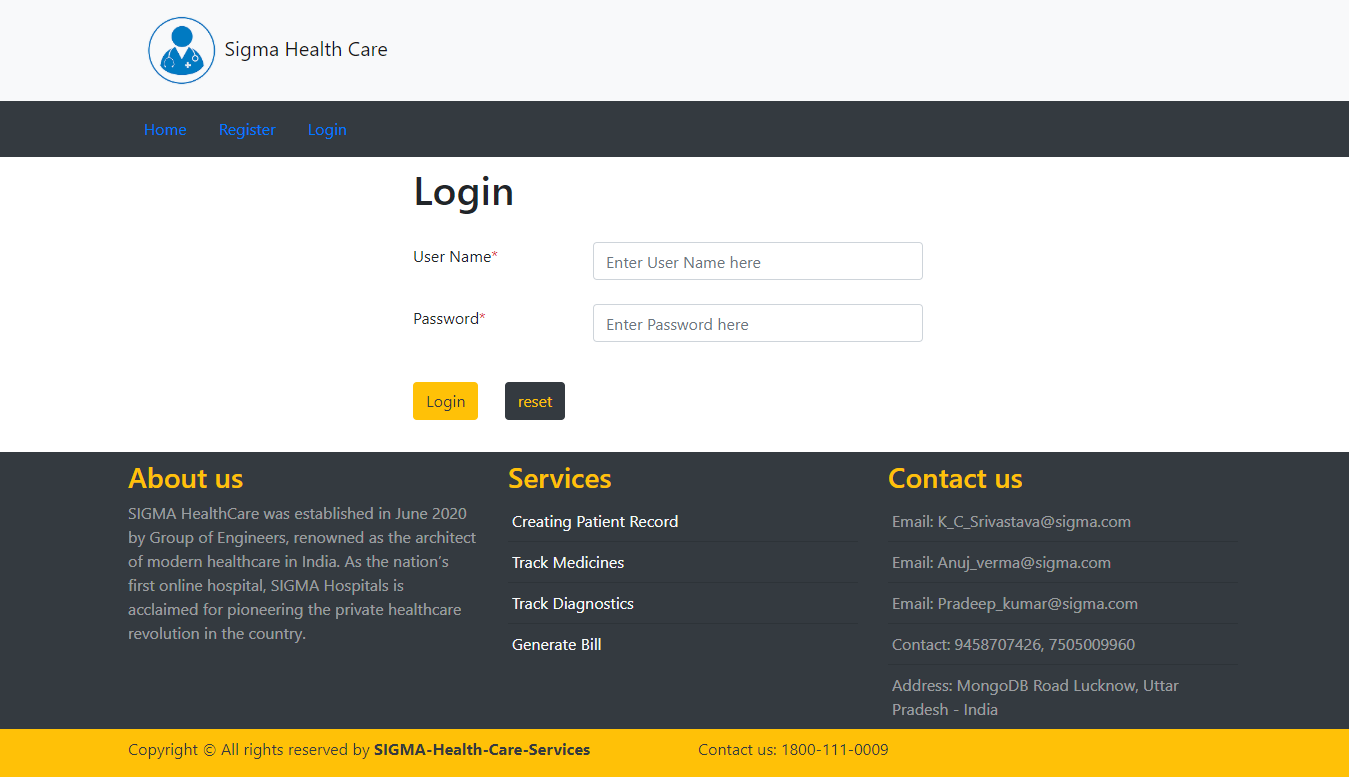 Sigma Health Care
Home Register Login
Login
User Name*
Enter User Name here
Password*
Enter Password here
Login reset
About us
SIGMA HealthCare was established in June 2020
by Group of Engineers, renowned as the architect
of modern healthcare in India. As the nation's
first online hospital, SIGMA Hospitals is
acclaimed for pioneering the private healthcare
revolution in the country.
Services
Creating Patient Record
Track Medicines
Track Diagnostics
Generate Bill
Contact us
Email: K_C_Srivastava@sigma.com
Email: Anuj_verma@sigma.com
Email: Pradeep_kumar@sigma.com
Contact: 9458707426, 7505009960
Address: MongoDB Road Lucknow, Uttar
Pradesh - India
Copyright © All rights reserved by SIGMA-Health-Care-Services
Contact us: 1800-111-0009